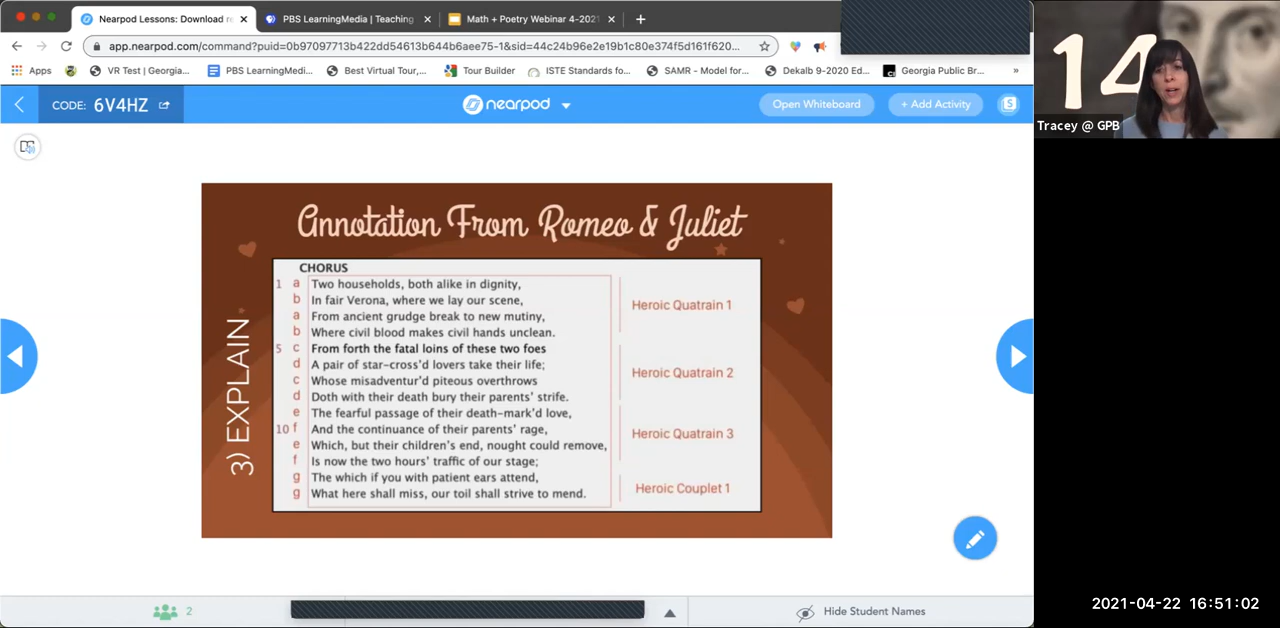 Nearpod Lessons: Download re
PBS LearningMedia | Teaching
Math + Poetry Webinar 4-2021
app.nearpod.com/command?puid=0b97097713b422dd54613b644b6aee75-1&sid=44c24b96e2e19b1c80e374f5d161f620...
Apps
VR Test | Georgia...
PBS LearningMedi...
Best Virtual Tour,...
Tour Builder
ISTE Standards fo...
SAMR - Model for...
Dekalb 9-2020 Ed...
Georgia Public Br...
»
CODE: 6V4HZ
nearpod
Open Whiteboard
+ Add Activity
S
14
Tracey @ GPB
Annotation From Romeo & Juliet
3) EXPLAIN
CHORUS
1 a Two households, both alike in dignity,
b In fair Verona, where we lay our scene,
a From ancient grudge break to new mutiny,
b Where civil blood makes civil hands unclean.
5 c From forth the fatal loins of these two foes
d A pair of star-cross'd lovers take their life;
c Whose misadventur'd piteous overthrows
d Doth with their death bury their parents' strife.
e The fearful passage of their death-mark'd love,
10 f And the continuance of their parents' rage,
e Which, but their children's end, nought could remove,
f Is now the two hours' traffic of our stage;
g The which if you with patient ears attend,
g What here shall miss, our toil shall strive to mend.
Heroic Quatrain 1
Heroic Quatrain 2
Heroic Quatrain 3
Heroic Couplet 1
2
Hide Student Names
2021-04-22 16:51:02